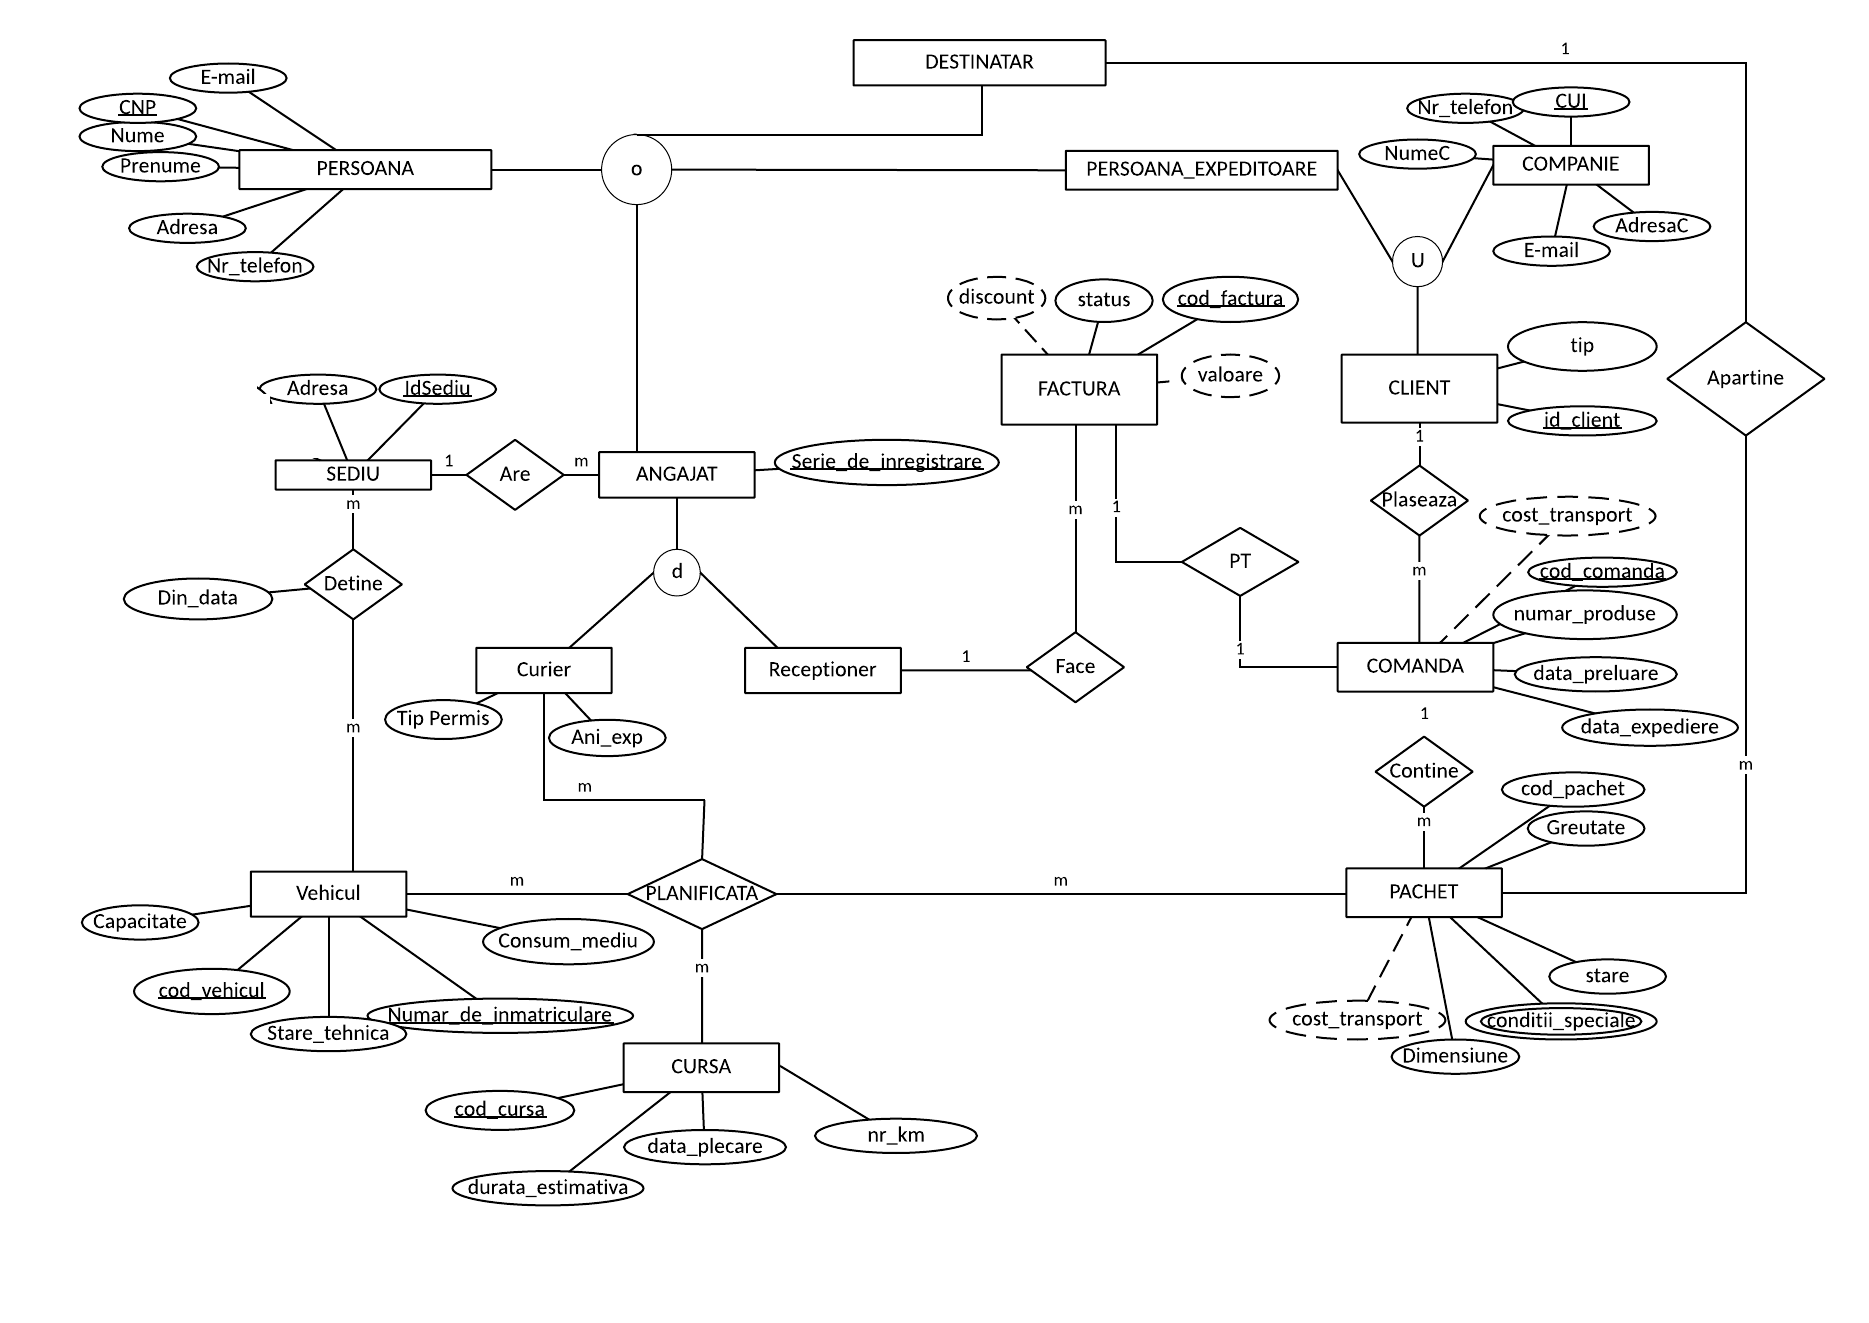 DESTINATAR
1
E-mail
CNP
Nume
Prenume
PERSOANA
Adresa
Nr_telefon
o
PERSOANA_EXPEDITOARE
Nr_telefon
CUI
NumeC
COMPANIE
AdresaC
E-mail
U
discount
status
cod_factura
FACTURA
valoare
tip
CLIENT
id_client
Apartine
Adresa
IdSediu
SEDIU
1
Are
m
ANGAJAT
Serie_de_inregistrare
1
Plaseaza
m
m
1
PT
1
cost_transport
cod_comanda
numar_produse
COMANDA
data_preluare
data_expediere
m
Detine
Din_data
m
d
Curier
Receptioner
1
Face
Tip Permis
Ani_exp
m
1
Contine
m
m
cod_pachet
Greutate
Vehicul
m
PLANIFICATA
m
PACHET
Capacitate
Consum_mediu
cod_vehicul
Numar_de_inmatriculare
Stare_tehnica
m
stare
cost_transport
conditii_speciale
Dimensiune
CURSA
cod_cursa
data_plecare
nr_km
durata_estimativa